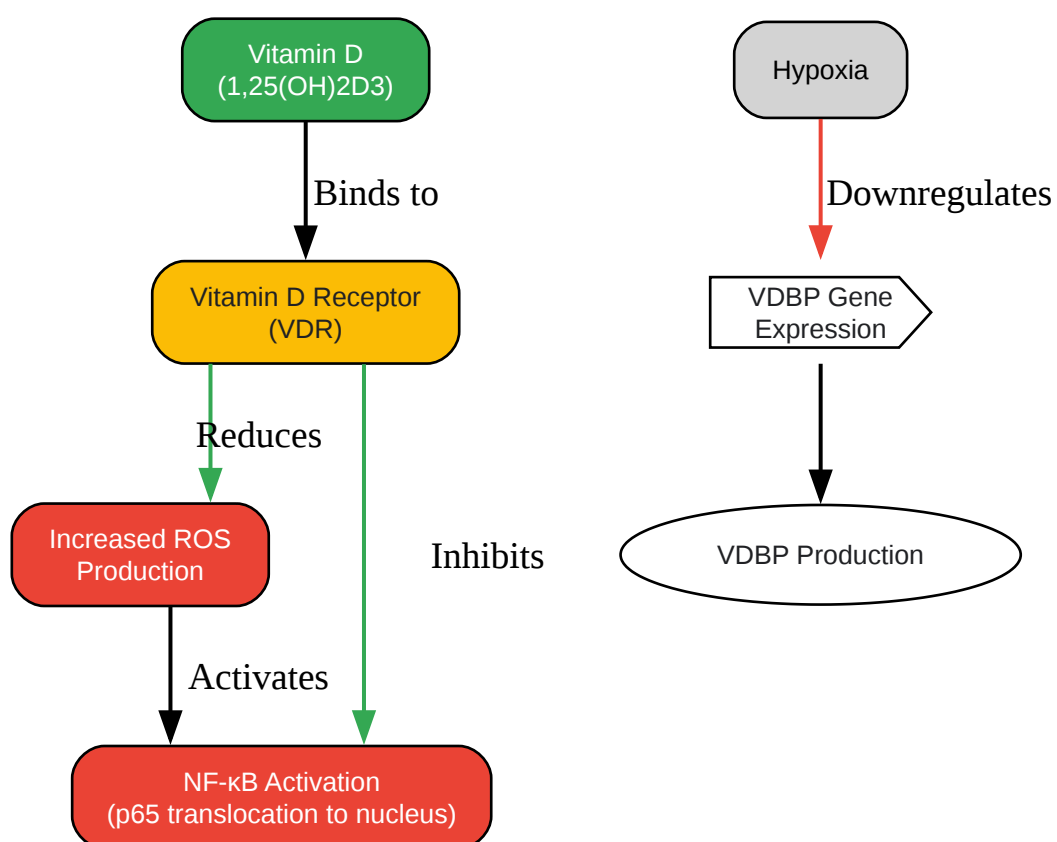 Vitamin D
(1,25(OH)2D3)
Hypoxia
Binds to
Downregulates
Vitamin D Receptor
(VDR)
VDBP Gene
Expression
Reduces
Increased ROS
Production
Inhibits
VDBP Production
Activates
NF-κB Activation
(p65 translocation to nucleus)